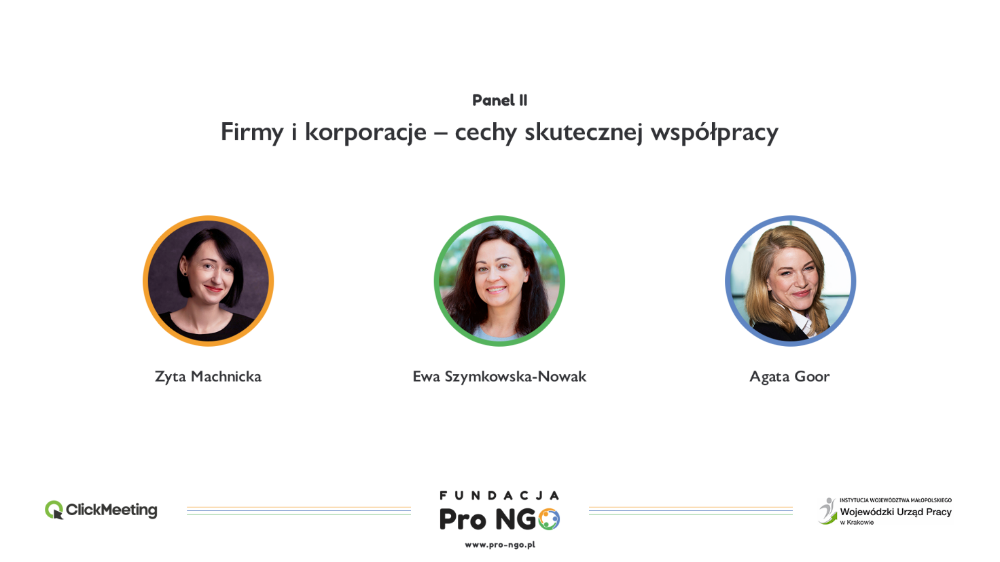 Panel II
Firmy i korporacje – cechy skutecznej współpracy
Zyta Machnicka
Ewa Szymkowska-Nowak
Agata Goor
ClickMeeting
FUNDACJA
Pro NGO
www.pro-ngo.pl
INSTYTUCJA WOJEWÓDZTWA MAŁOPOLSKIEGO
Wojewódzki Urząd Pracy
w Krakowie